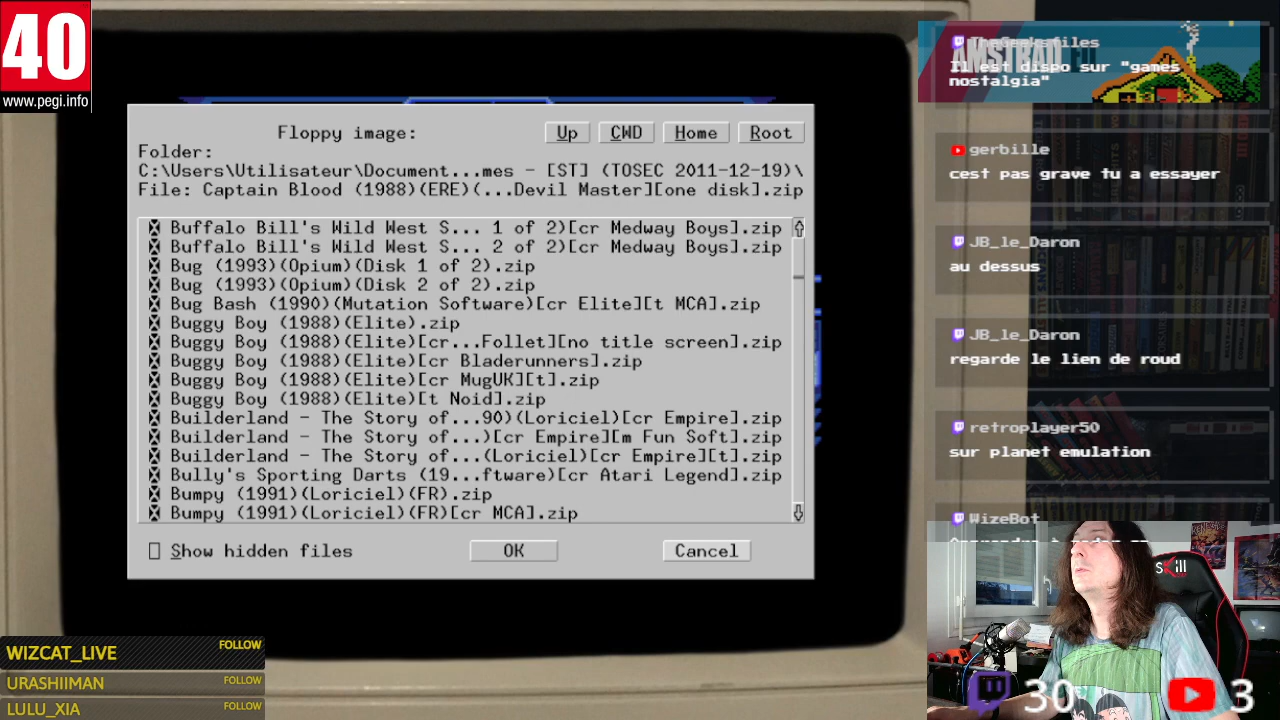 40
www.pegi.info
Floppy image:
Up
CWD
Home
Root
Folder:
C:\Users\Utilisateur\Document...mes - [ST] (TOSEC 2011-12-19)\
File: Captain Blood (1988)(ERE)(...Devil Master][one disk].zip
Buffalo Bill's Wild West S... 1 of 2)[cr Medway Boys].zip
Buffalo Bill's Wild West S... 2 of 2)[cr Medway Boys].zip
Bug (1993)(Opium)(Disk 1 of 2).zip
Bug (1993)(Opium)(Disk 2 of 2).zip
Bug Bash (1990)(Mutation Software)[cr Elite][t MCA].zip
Buggy Boy (1988)(Elite).zip
Buggy Boy (1988)(Elite)[cr...Follet][no title screen].zip
Buggy Boy (1988)(Elite)[cr Bladerunners].zip
Buggy Boy (1988)(Elite)[cr MugUK][t].zip
Buggy Boy (1988)(Elite)[t Noid].zip
Builderland - The Story of...90)(Loriciel)[cr Empire].zip
Builderland - The Story of...)[cr Empire][m Fun Soft].zip
Builderland - The Story of...(Loriciel)[cr Empire][t].zip
Bully's Sporting Darts (19...ftware)[cr Atari Legend].zip
Bumpy (1991)(Loriciel)(FR).zip
Bumpy (1991)(Loriciel)(FR)[cr MCA].zip
Show hidden files
OK
Cancel
WIZCAT_LIVE FOLLOW
URASHIIMAN FOLLOW
LULU_XIA FOLLOW
TheGeeksfiles
AMSTRAD
Il est dispo sur "games
nostalgia"
gerbille
cest pas grave tu a essayer
JB_le_Daron
au dessus
JB_le_Daron
regarde le lien de roud
retroplayer50
sur planet emulation
WizeBot
skill
30
3